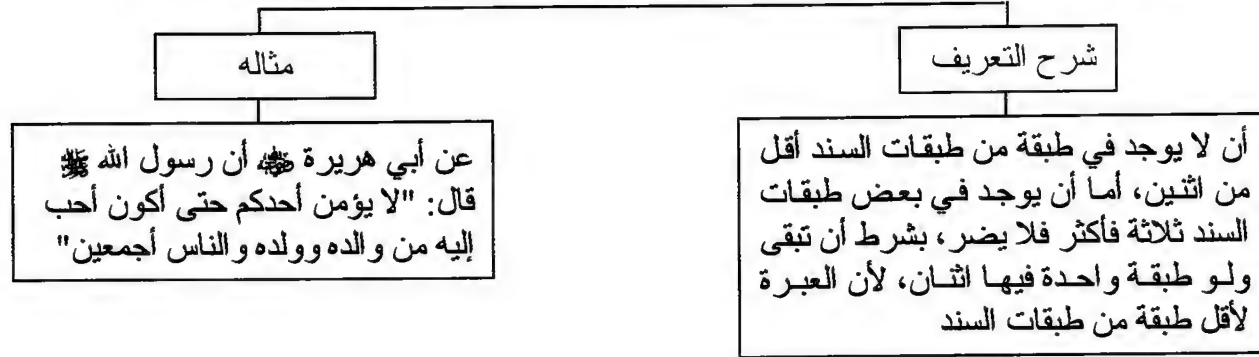 شرح التعريف
أن لا يوجد في طبقة من طبقات السند أقل
من اثنين، أما أن يوجد في بعض طبقات
السند ثلاثة فأكثر فلا يضر، بشرط أن تبقى
ولو طبقة واحدة فيها اثنان، لأن العبرة
لأقل طبقة من طبقات السند
مثاله
عن أبي هريرة ﷺ أن رسول الله ﷺ
قال: "لا يؤمن أحدكم حتى أكون أحب
إليه من والده وولده والناس أجمعين"